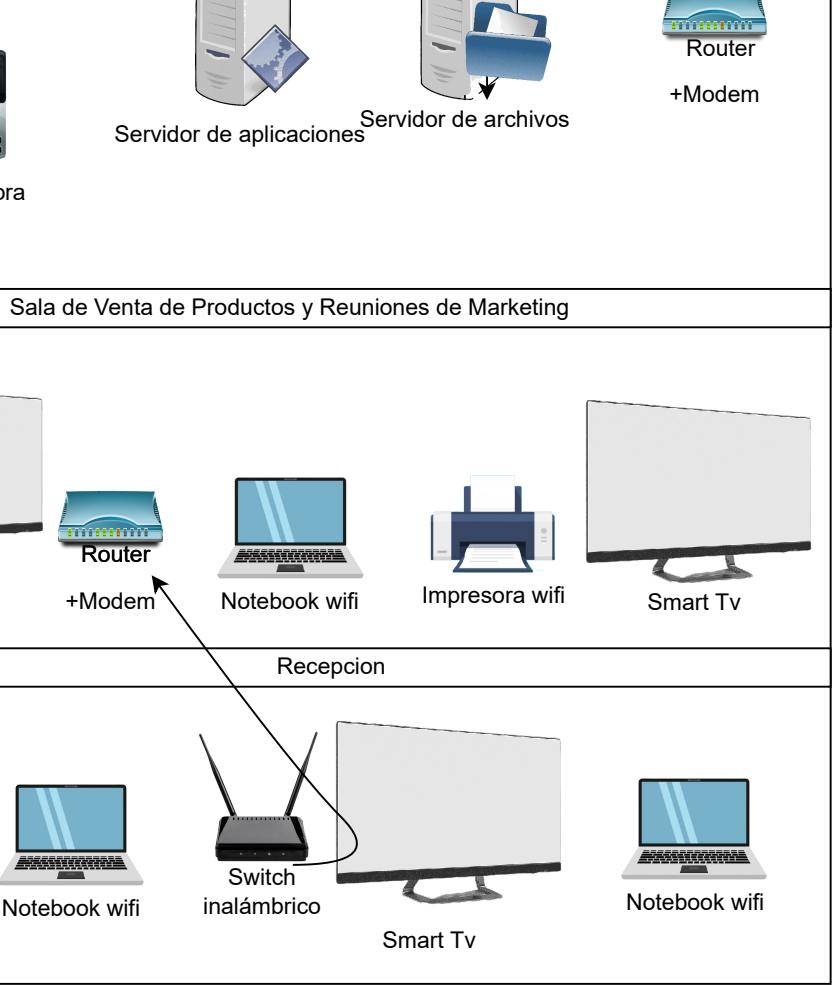 Router
+Modem
Servidor de aplicaciones
Servidor de archivos
ora
Sala de Venta de Productos y Reuniones de Marketing
Router
+Modem
Notebook wifi
Impresora wifi
Smart Tv
Recepcion
Notebook wifi
Switch
inalámbrico
Smart Tv
Notebook wifi